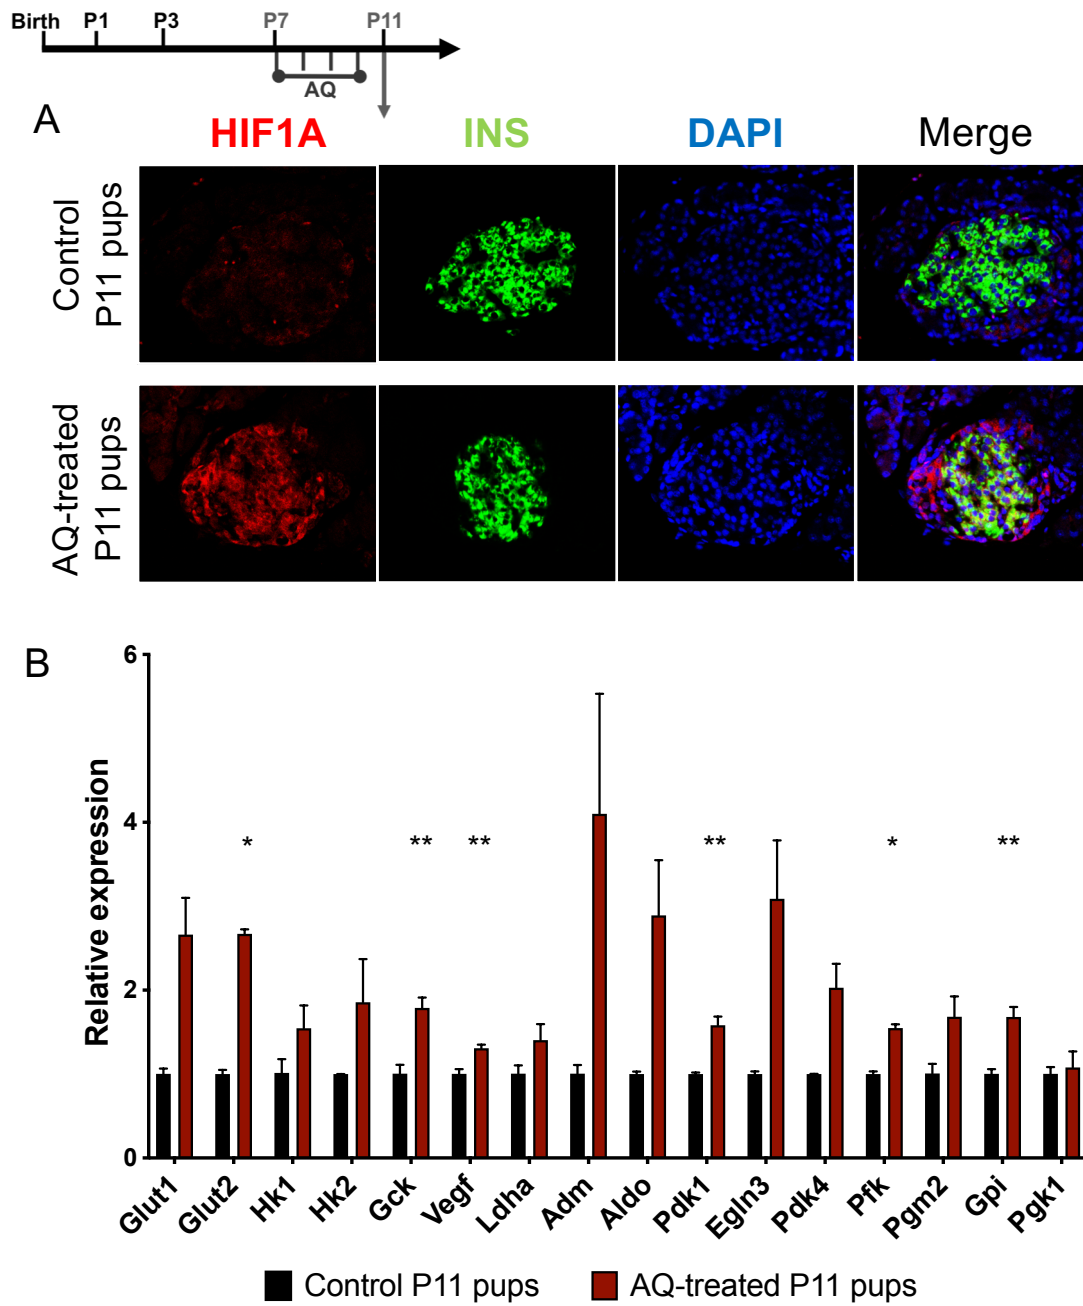 Birth P1 P3 P7 P11
AQ
A
HIF1A INS DAPI Merge
Control
P11 pups
AQ-treated
P11 pups
B
Relative expression
6
4
2
0
* ** ** ** * **
Glut1 Glut2 Hk1 Hk2 Gck Vegf Ldha Adm Aldo Pdk1 Egln3 Pdk4 Pfk Pgm2 Gpi Pgk1
Control P11 pups AQ-treated P11 pups